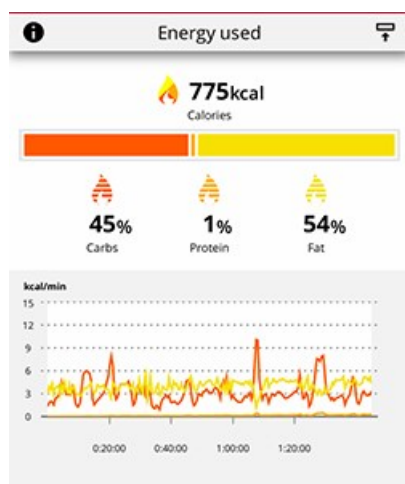 i
Energy used
775kcal
Calories
45% 1% 54%
Carbs Protein Fat
kcal/min
15
12
9
6
3
0
0:20:00 0:40:00 1:00:00 1:20:00